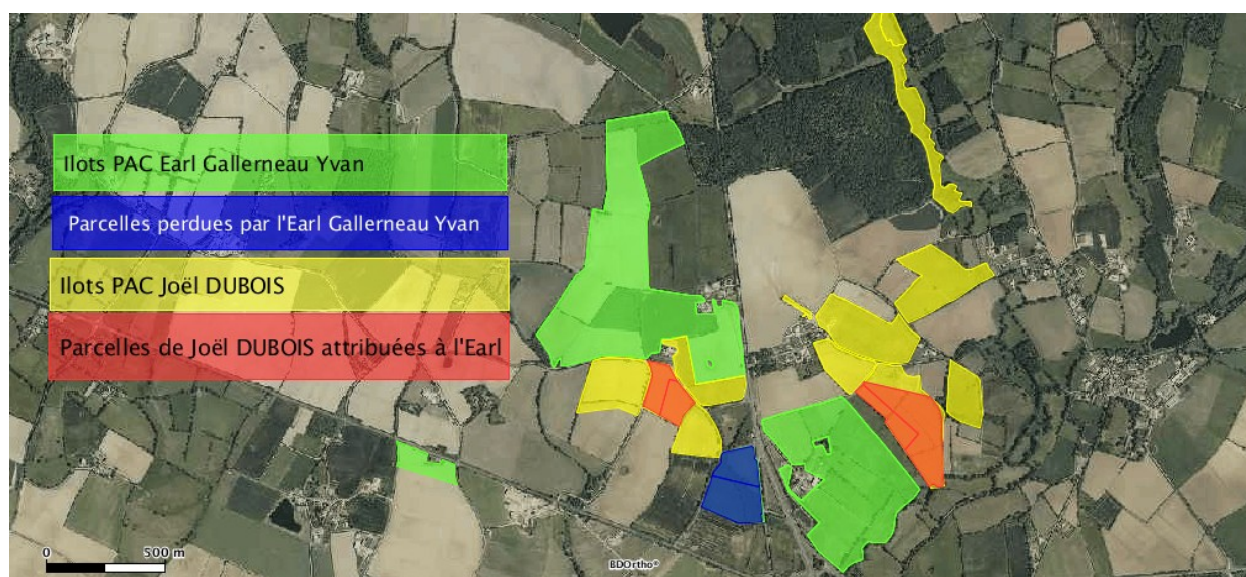 Ilots PAC Earl Gallerneau Yvan
Parcelles perdues par l'Earl Gallerneau Yvan
Ilots PAC Joël DUBOIS
Parcelles de Joël DUBOIS attribuées à l'Earl
0 500 m
BDOrtho®